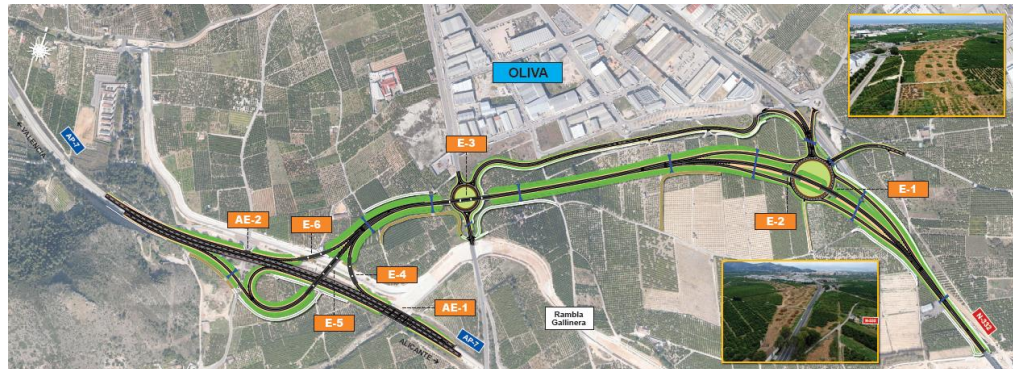 OLIVA
E-3
← VALENCIA
AP-7
E-1
AE-2
E-6
E-2
E-4
AE-1
E-5
Rambla
Gallinera
N-332
ALICANTE →
AP-7